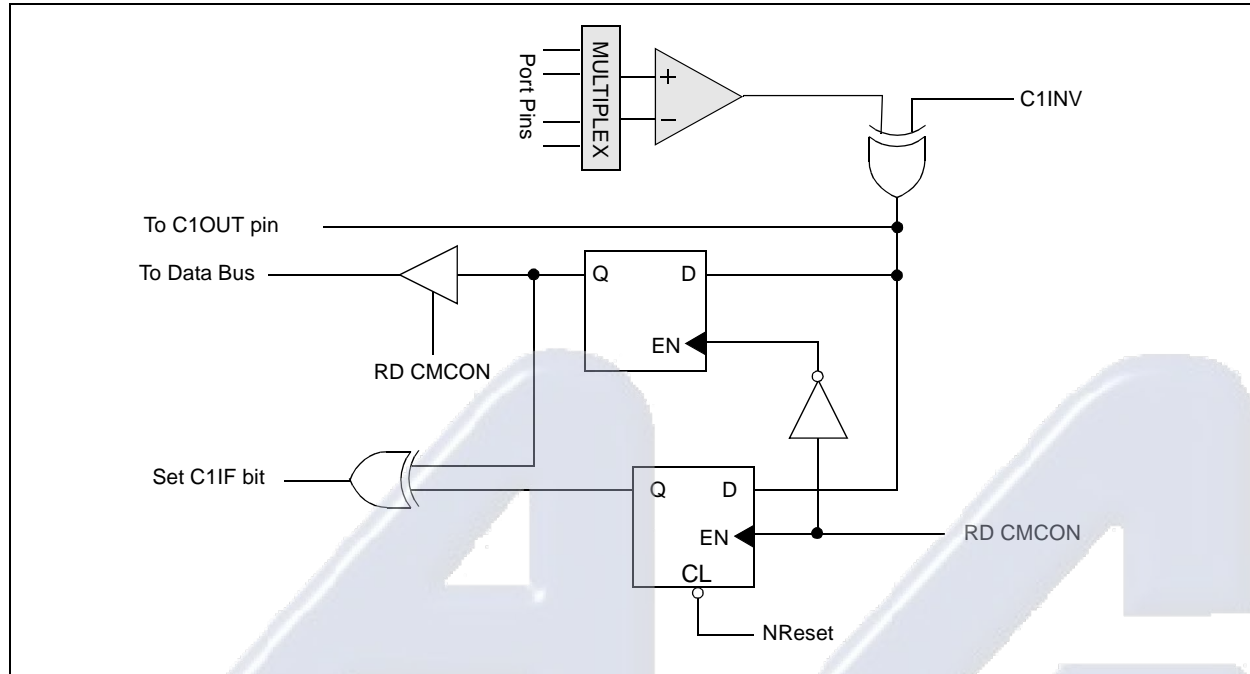 MULTIPLEX
Port Pins
+
−
C1INV
To C1OUT pin
To Data Bus
Q
D
EN
RD CMCON
Set C1IF bit
Q
D
EN
RD CMCON
CL
NReset